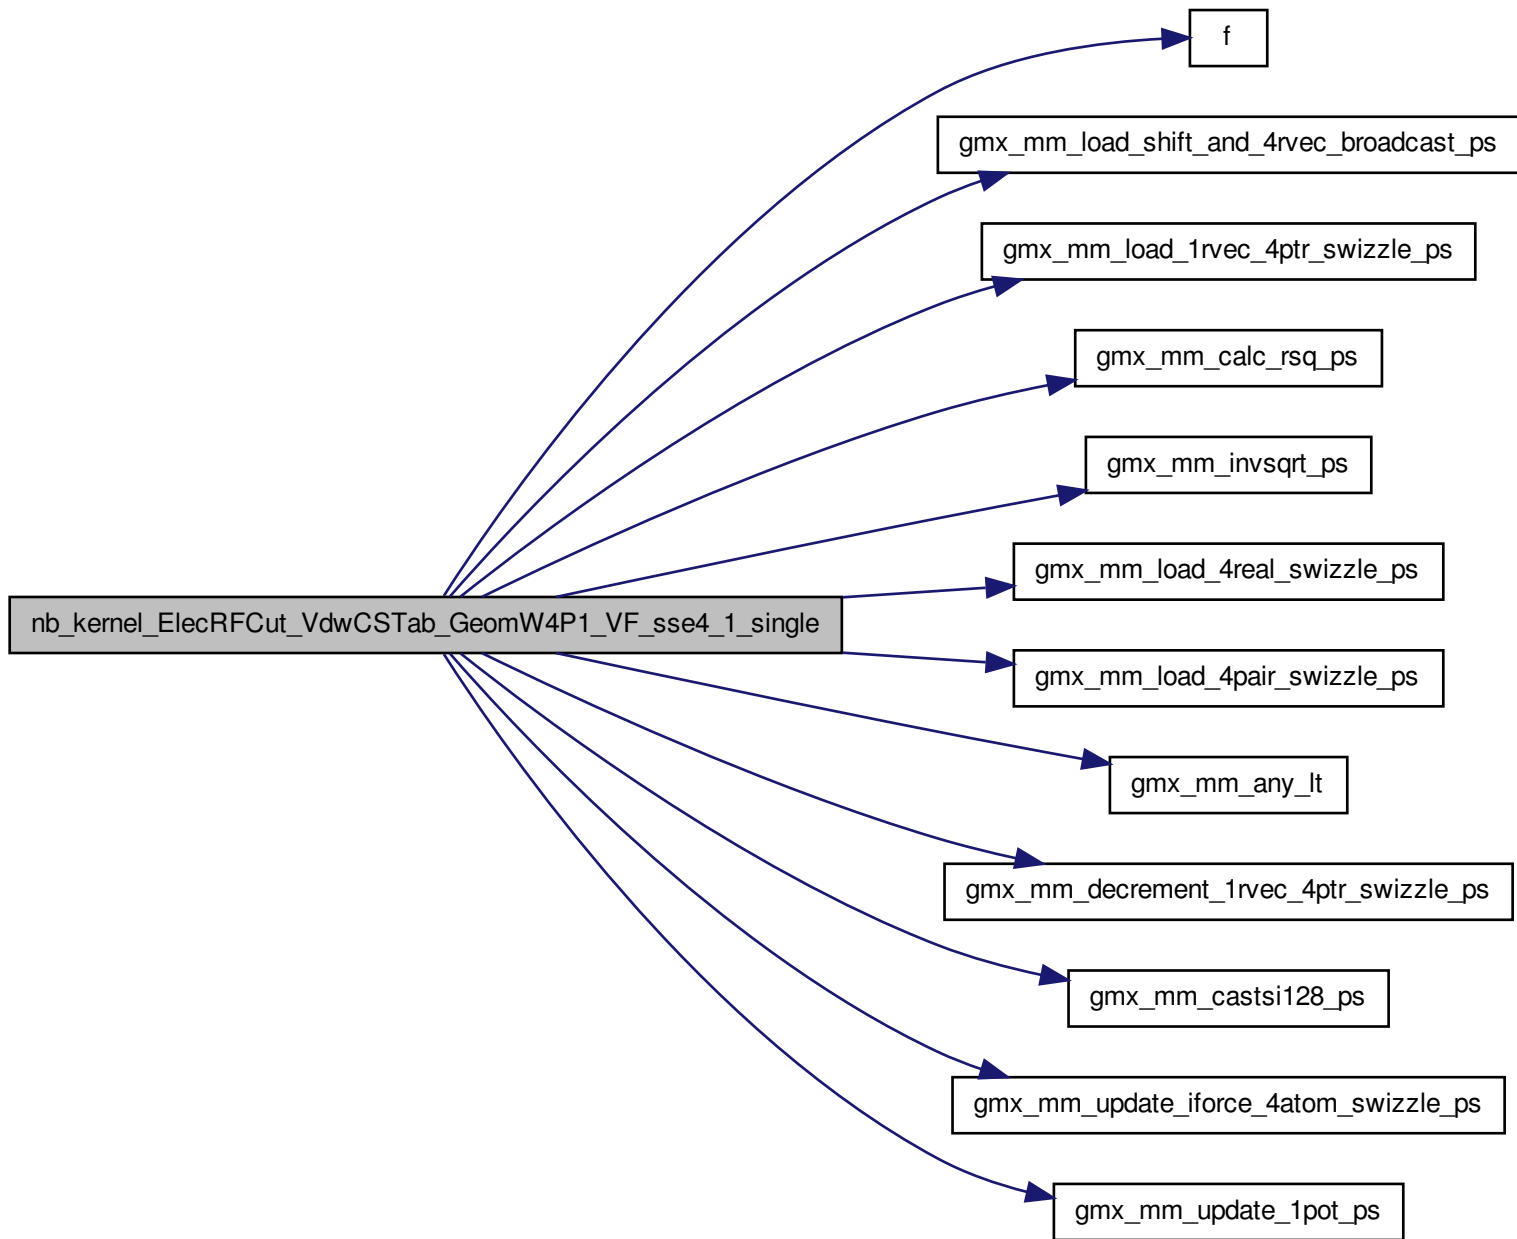 f
gmx_mm_load_shift_and_4rvec_broadcast_ps
gmx_mm_load_1rvec_4ptr_swizzle_ps
gmx_mm_calc_rsq_ps
gmx_mm_invsqrt_ps
gmx_mm_load_4real_swizzle_ps
nb_kernel_ElecRFCut_VdwCSTab_GeomW4P1_VF_sse4_1_single
gmx_mm_load_4pair_swizzle_ps
gmx_mm_any_lt
gmx_mm_decrement_1rvec_4ptr_swizzle_ps
gmx_mm_castsi128_ps
gmx_mm_update_iforce_4atom_swizzle_ps
gmx_mm_update_1pot_ps